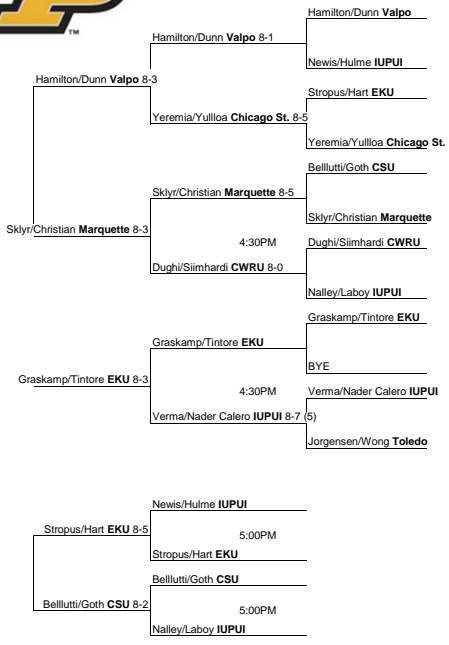 TM
Hamilton/Dunn Valpo
Hamilton/Dunn Valpo 8-1
Newis/Hulme IUPUI
Hamilton/Dunn Valpo 8-3
Stropus/Hart EKU
Yeremia/Yullloa Chicago St. 8-5
Yeremia/Yullloa Chicago St.
Belllutti/Goth CSU
Sklyr/Christian Marquette 8-5
Sklyr/Christian Marquette
Sklyr/Christian Marquette 8-3
4:30PM
Dughi/Siimhardi CWRU
Dughi/Siimhardi CWRU 8-0
Nalley/Laboy IUPUI
Graskamp/Tintore EKU
Graskamp/Tintore EKU
BYE
Graskamp/Tintore EKU 8-3
4:30PM
Verma/Nader Calero IUPUI
Verma/Nader Calero IUPUI 8-7 (5)
Jorgensen/Wong Toledo
Newis/Hulme IUPUI
Stropus/Hart EKU 8-5
5:00PM
Stropus/Hart EKU
Belllutti/Goth CSU
Belllutti/Goth CSU 8-2
5:00PM
Nalley/Laboy IUPUI